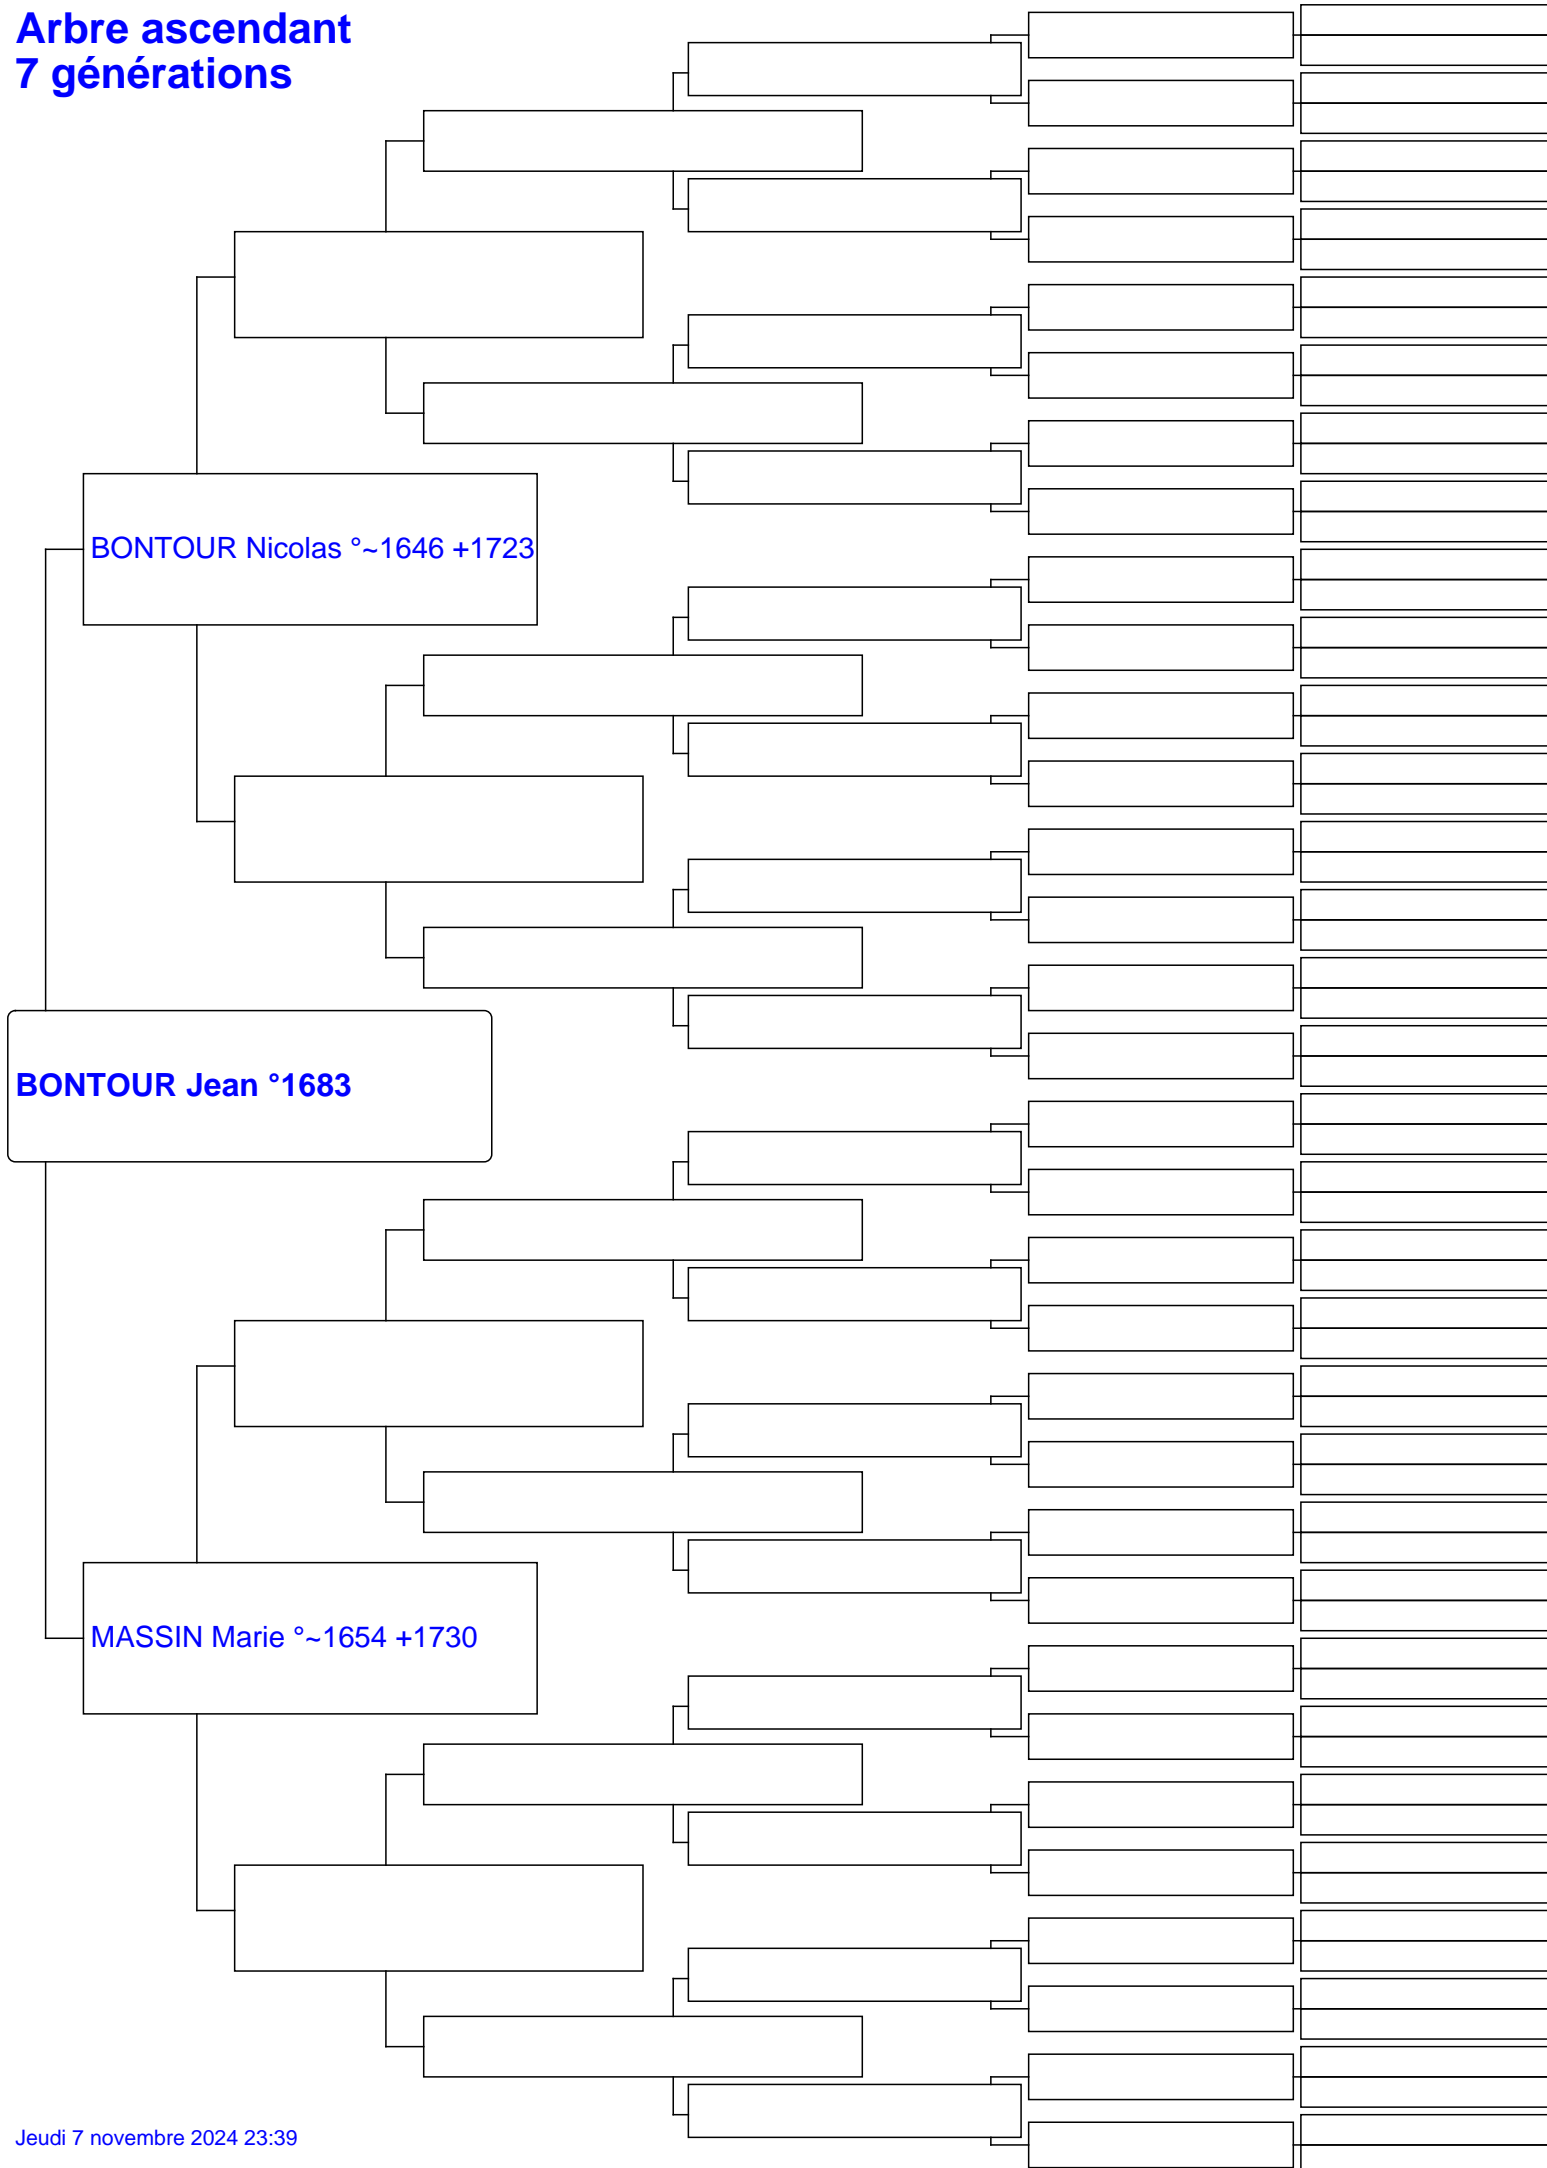 Arbre ascendant
7 générations
BONTOUR Nicolas °~1646 +1723
BONTOUR Jean °1683
MASSIN Marie °~1654 +1730
Jeudi 7 novembre 2024 23:39